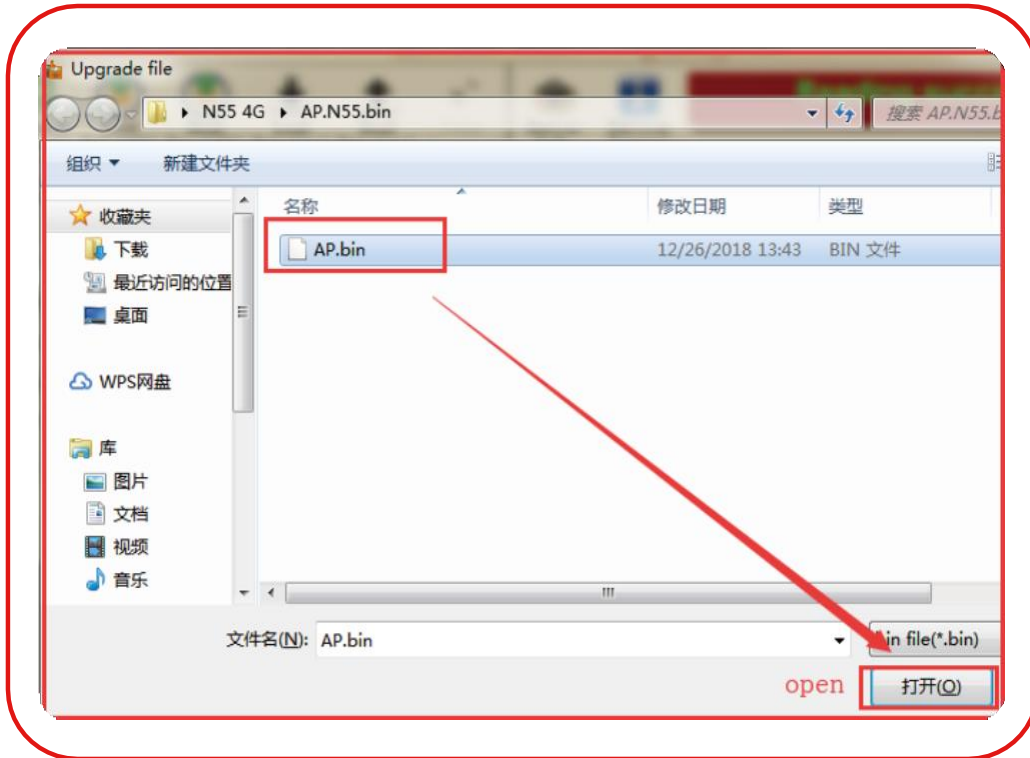 Upgrade file
N55 4G ▸ AP.N55.bin
搜索 AP.N55.b
组织 新建文件夹
名称 修改日期 类型
AP.bin 12/26/2018 13:43 BIN 文件
收藏夹
下载
最近访问的位置
桌面
WPS网盘
库
图片
文档
视频
音乐
文件名(N): AP.bin
in file(*.bin)
open 打开(O)